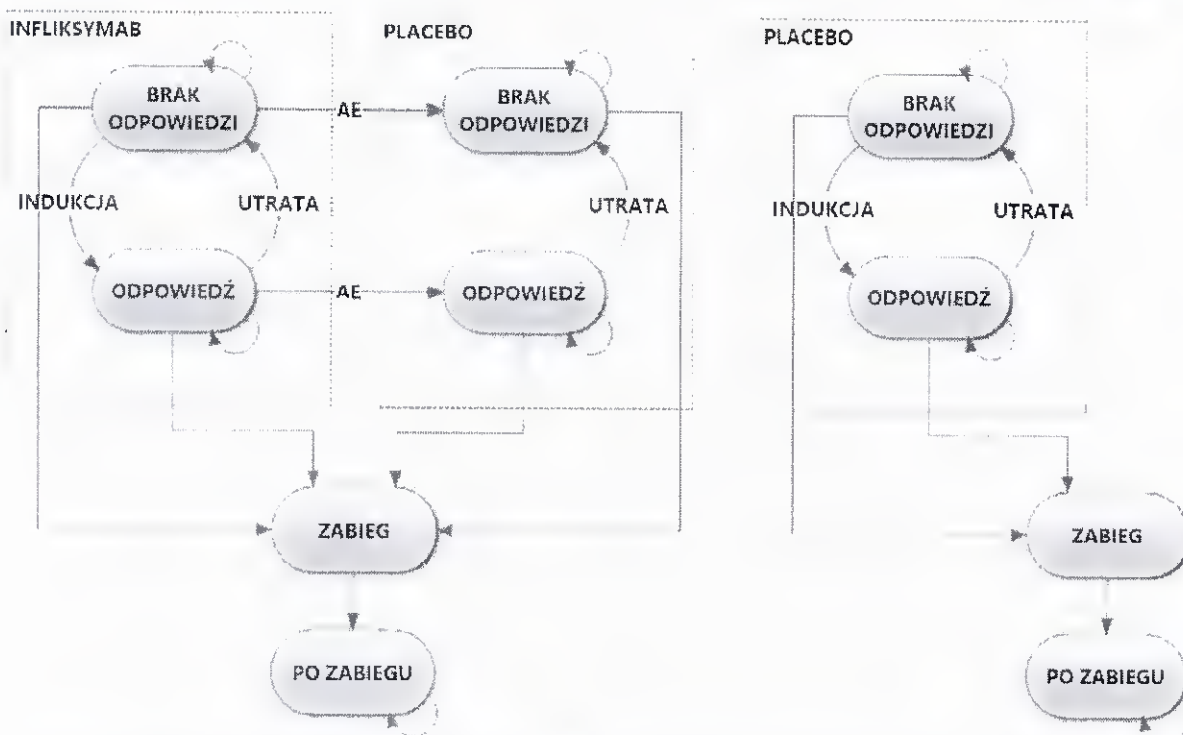 INFLIKSYMAB
PLACEBO
BRAK
ODPOWIEDZI
AE
BRAK
ODPOWIEDZI
INDUKCJA
UTRATA
UTRATA
ODPOWIEDŹ
AE
ODPOWIEDŹ
ZABIEG
PO ZABIEGU
PLACEBO
BRAK
ODPOWIEDZI
INDUKCJA
UTRATA
ODPOWIEDŹ
ZABIEG
PO ZABIEGU